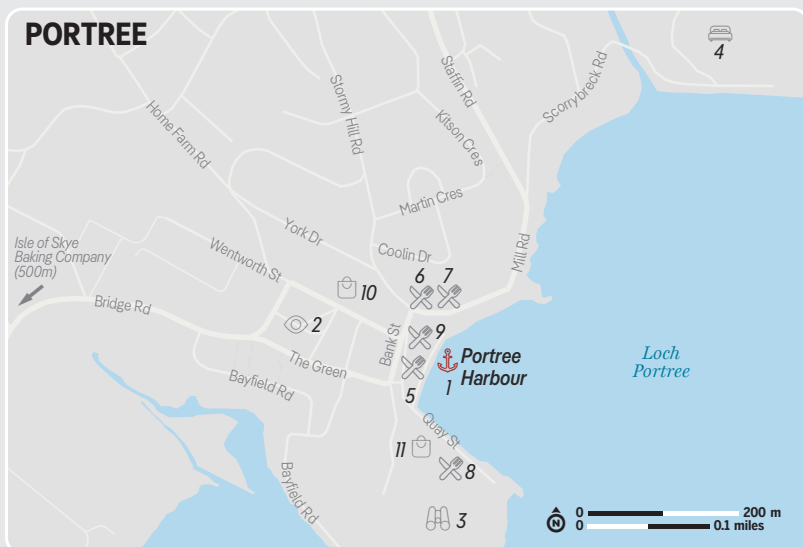 PORTREE
4
Staffin Rd
Scorrybreck Rd
Stormy Hill Rd
Home Farm Rd
Kitson Cres
Martin Cres
York Dr
Coolin Dr
Isle of Skye
Baking Company
(500m)
Wentworth St
Mill Rd
6
7
10
Bridge Rd
2
Bank St
9
The Green
Portree
Harbour
1
Loch
Portree
Bayfield Rd
5
Quay St
11
8
Bayfield Rd
3
N
0
200 m
0
0.1 miles